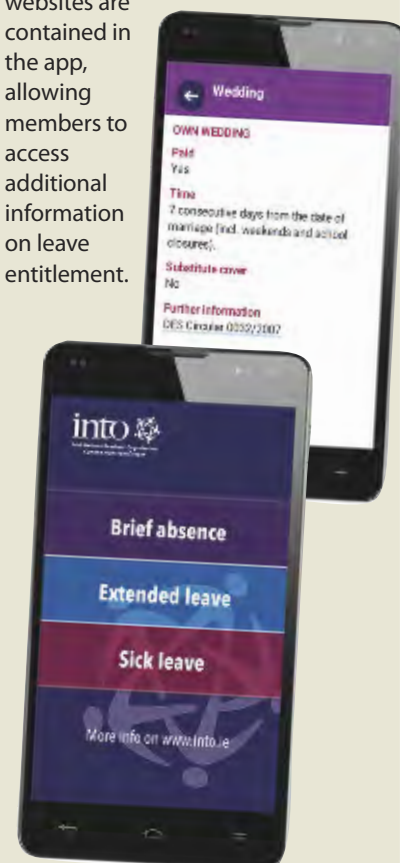 websites are
contained in
the app,
allowing
members to
access
additional
information
on leave
entitlement.
Wedding
OWN WEDDING
Paid
Yes
Time
7 consecutive days from the date of
marriage (incl. weekends and school
closures).
Substitute cover
No
Further information
DES Circular 0032/2007
into
Brief absence
Extended leave
Sick leave
More info on www.into.ie